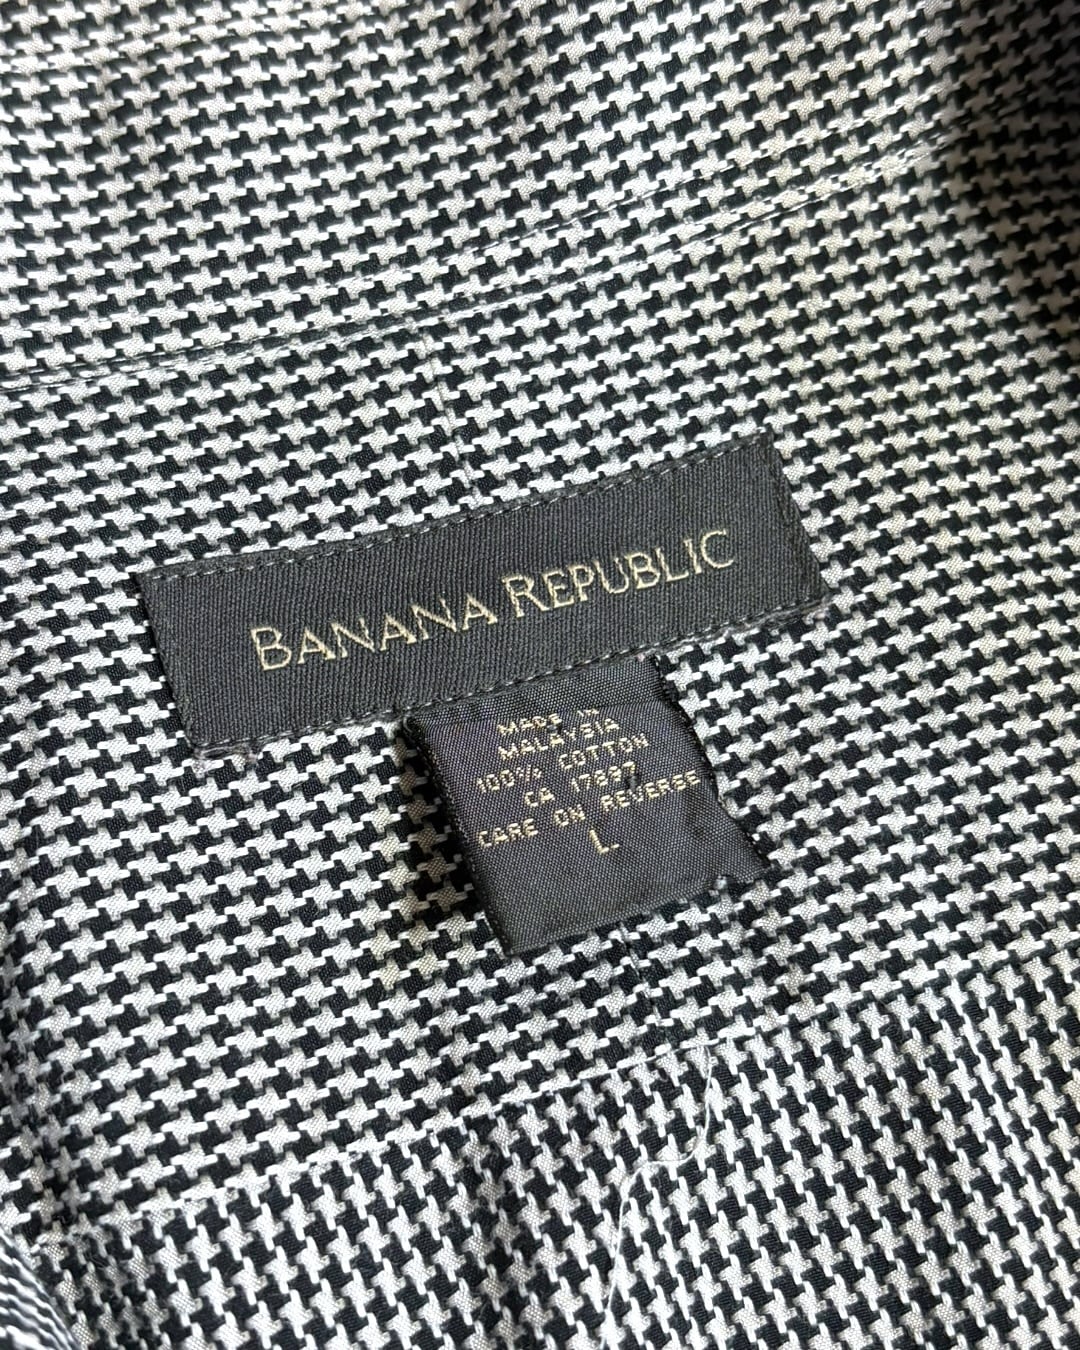 BANANA REPUBLIC
MADE IN
MALAYSIA
100% COTTON
CA 17897
CARE ON REVERSE
L